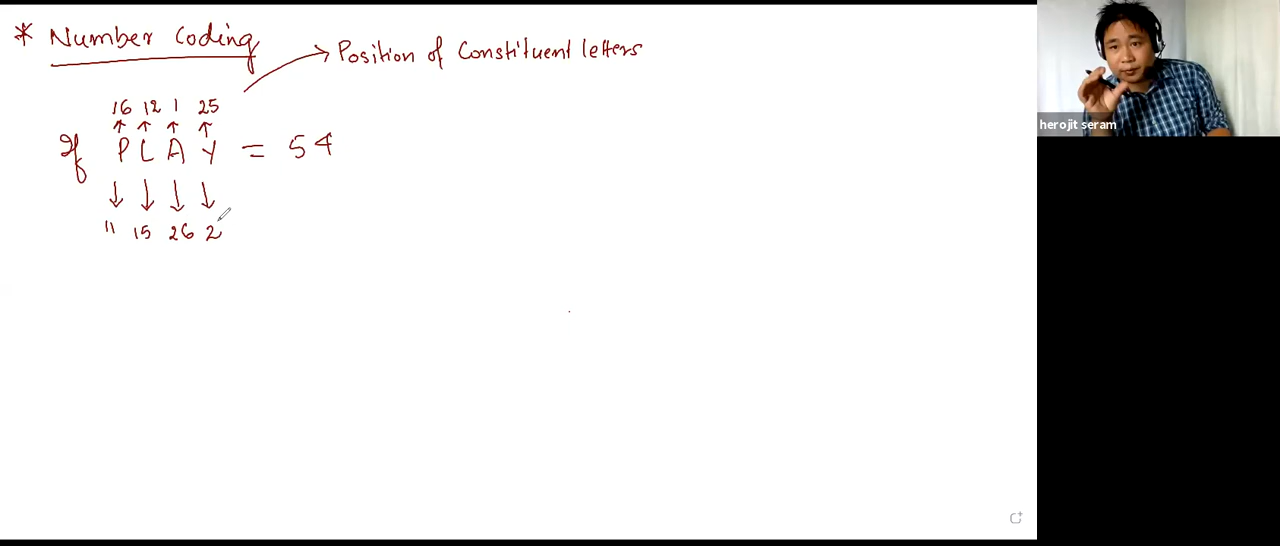 * Number Coding
→ Position of Constituent letters
16 12 1 25
↑ ↑ ↑ ↑
If P L A Y = 54
↓ ↓ ↓ ↓
11 15 26 2
herojit seram